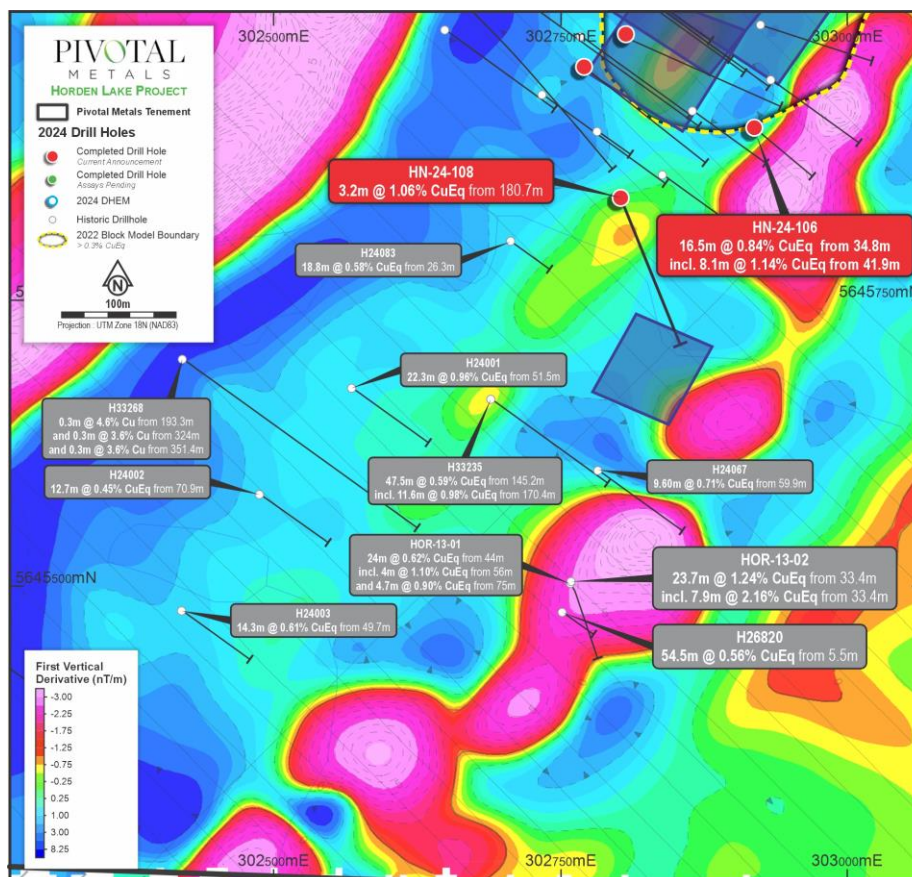 302500mE
302750mE
303000mE
PIVOTAL
METALS
HORDEN LAKE PROJECT
Pivotal Metals Tenement
2024 Drill Holes
Completed Drill Hole
Current Announcement
Completed Drill Hole
Assays Pending
2024 DHEM
Historic Drillhole
2022 Block Model Boundary
> 0.3% CuEq
N
100m
Projection : UTM Zone 18N (NAD83)
HN-24-108
3.2m @ 1.06% CuEq from 180.7m
HN-24-106
16.5m @ 0.84% CuEq from 34.8m
incl. 8.1m @ 1.14% CuEq from 41.9m
H24083
18.8m @ 0.58% CuEq from 26.3m
5645750mN
H24001
22.3m @ 0.96% CuEq from 51.5m
H33268
0.3m @ 4.6% Cu from 193.3m
and 0.3m @ 3.6% Cu from 324m
and 0.3m @ 3.6% Cu from 351.4m
H33235
47.5m @ 0.59% CuEq from 145.2m
incl. 11.6m @ 0.98% CuEq from 170.4m
H24067
9.60m @ 0.71% CuEq from 59.9m
H24002
12.7m @ 0.45% CuEq from 70.9m
HOR-13-01
24m @ 0.62% CuEq from 44m
incl. 4m @ 1.10% CuEq from 56m
and 4.7m @ 0.90% CuEq from 75m
HOR-13-02
23.7m @ 1.24% CuEq from 33.4m
incl. 7.9m @ 2.16% CuEq from 33.4m
5645500mN
H24003
14.3m @ 0.61% CuEq from 49.7m
H26820
54.5m @ 0.56% CuEq from 5.5m
First Vertical
Derivative (nT/m)
-3.00
-2.25
-1.75
-1.25
-0.75
-0.25
0.25
1.00
3.00
8.25
302500mE
302750mE
303000mE